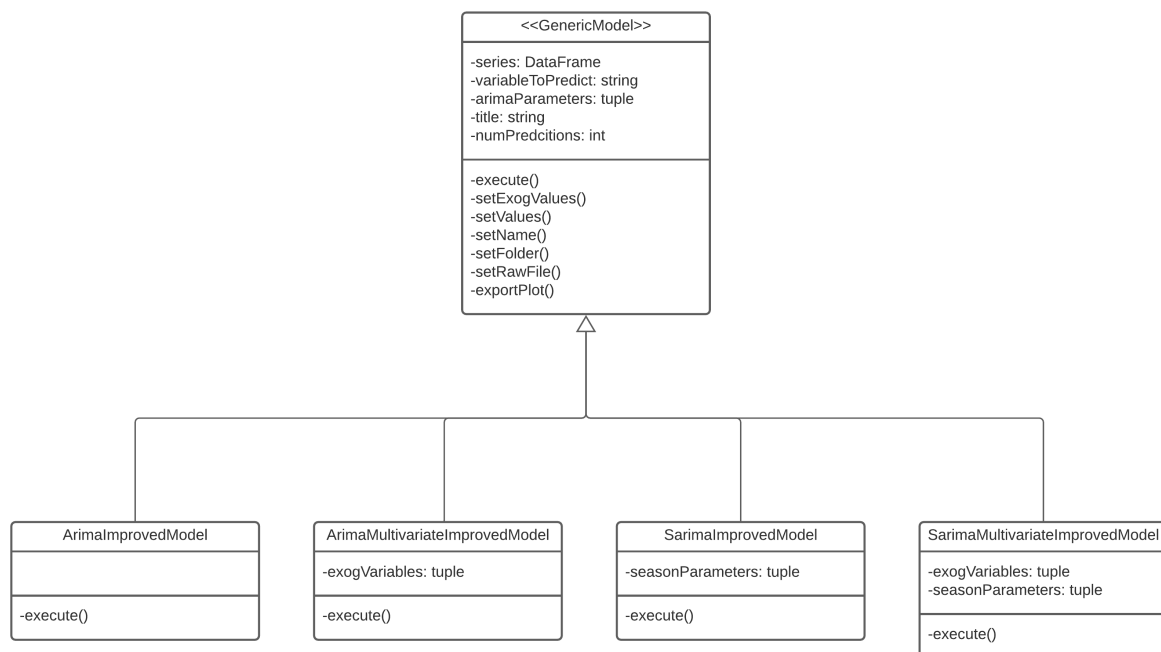 <<GenericModel>>
-series: DataFrame
-variableToPredict: string
-arimaParameters: tuple
-title: string
-numPredcitions: int
-execute()
-setExogValues()
-setValues()
-setName()
-setFolder()
-setRawFile()
-exportPlot()
ArimaImprovedModel
-execute()
ArimaMultivariateImprovedModel
-exogVariables: tuple
-execute()
SarimaImprovedModel
-seasonParameters: tuple
-execute()
SarimaMultivariateImprovedModel
-exogVariables: tuple
-seasonParameters: tuple
-execute()